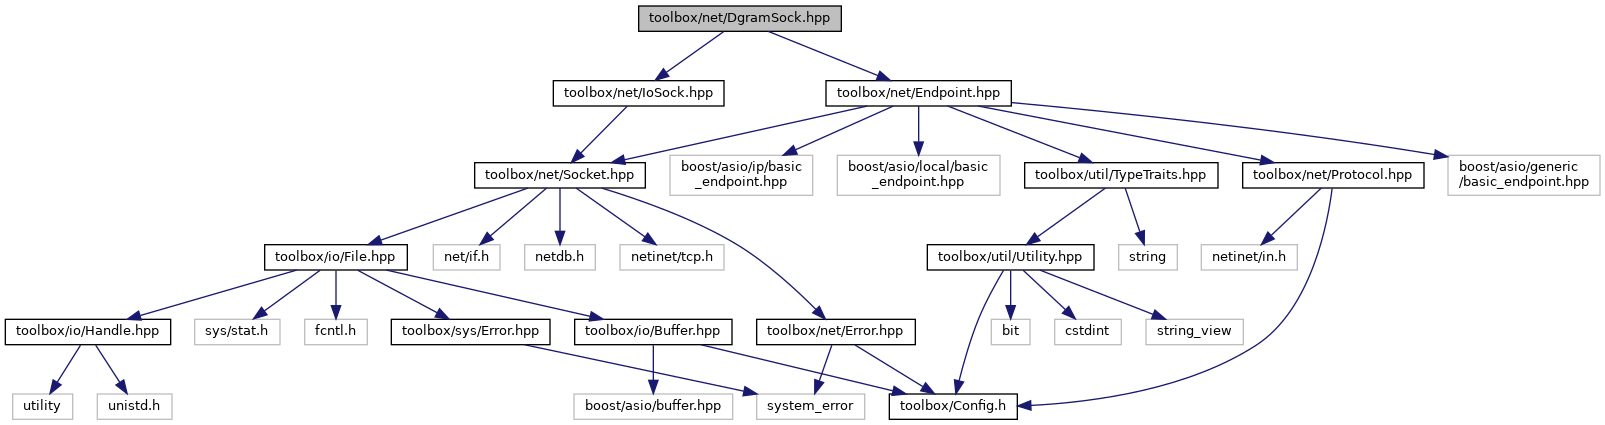 toolbox/net/DgramSock.hpp
toolbox/net/IoSock.hpp
toolbox/net/Endpoint.hpp
toolbox/net/Socket.hpp
boost/asio/ip/basic
_endpoint.hpp
boost/asio/local/basic
_endpoint.hpp
toolbox/util/TypeTraits.hpp
toolbox/net/Protocol.hpp
boost/asio/generic
/basic_endpoint.hpp
toolbox/io/File.hpp
net/if.h
netdb.h
netinet/tcp.h
toolbox/util/Utility.hpp
string
netinet/in.h
toolbox/io/Handle.hpp
sys/stat.h
fcntl.h
toolbox/sys/Error.hpp
toolbox/io/Buffer.hpp
toolbox/net/Error.hpp
bit
cstdint
string_view
utility
unistd.h
boost/asio/buffer.hpp
system_error
toolbox/Config.h